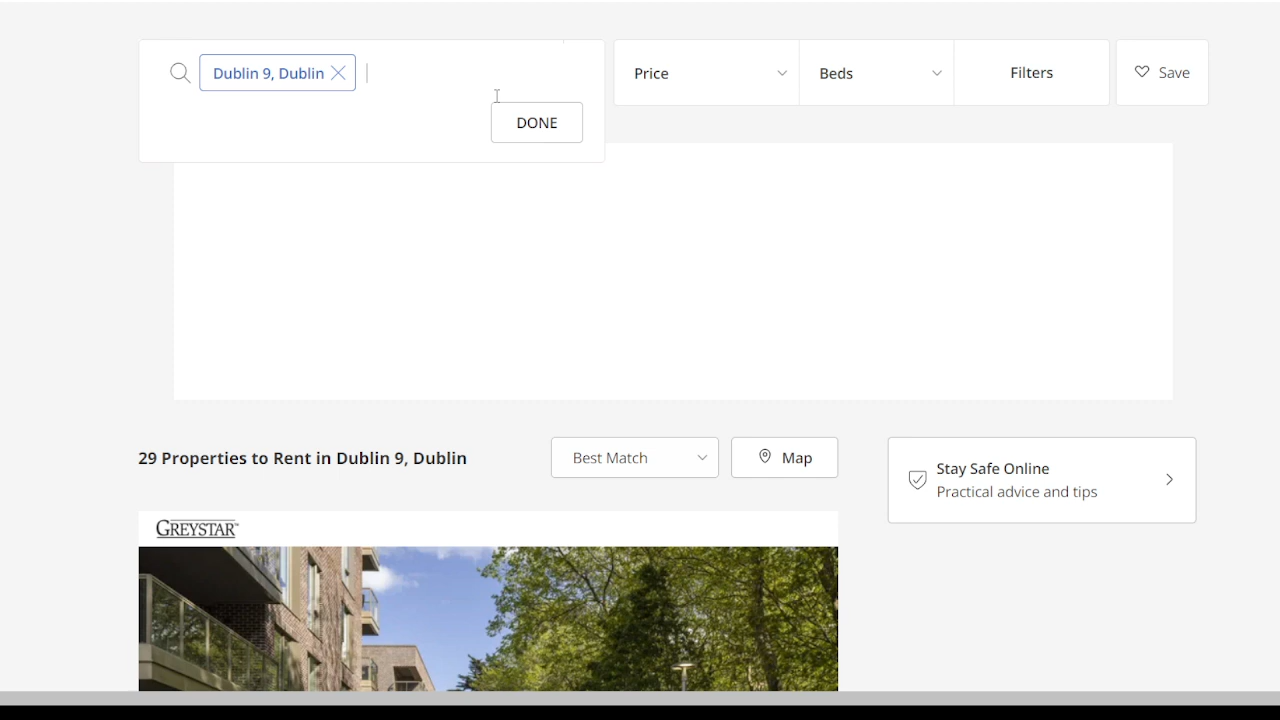 Dublin 9, Dublin
DONE
Price
Beds
Filters
Save
29 Properties to Rent in Dublin 9, Dublin
Best Match
Map
Stay Safe Online
Practical advice and tips
GREYSTAR™